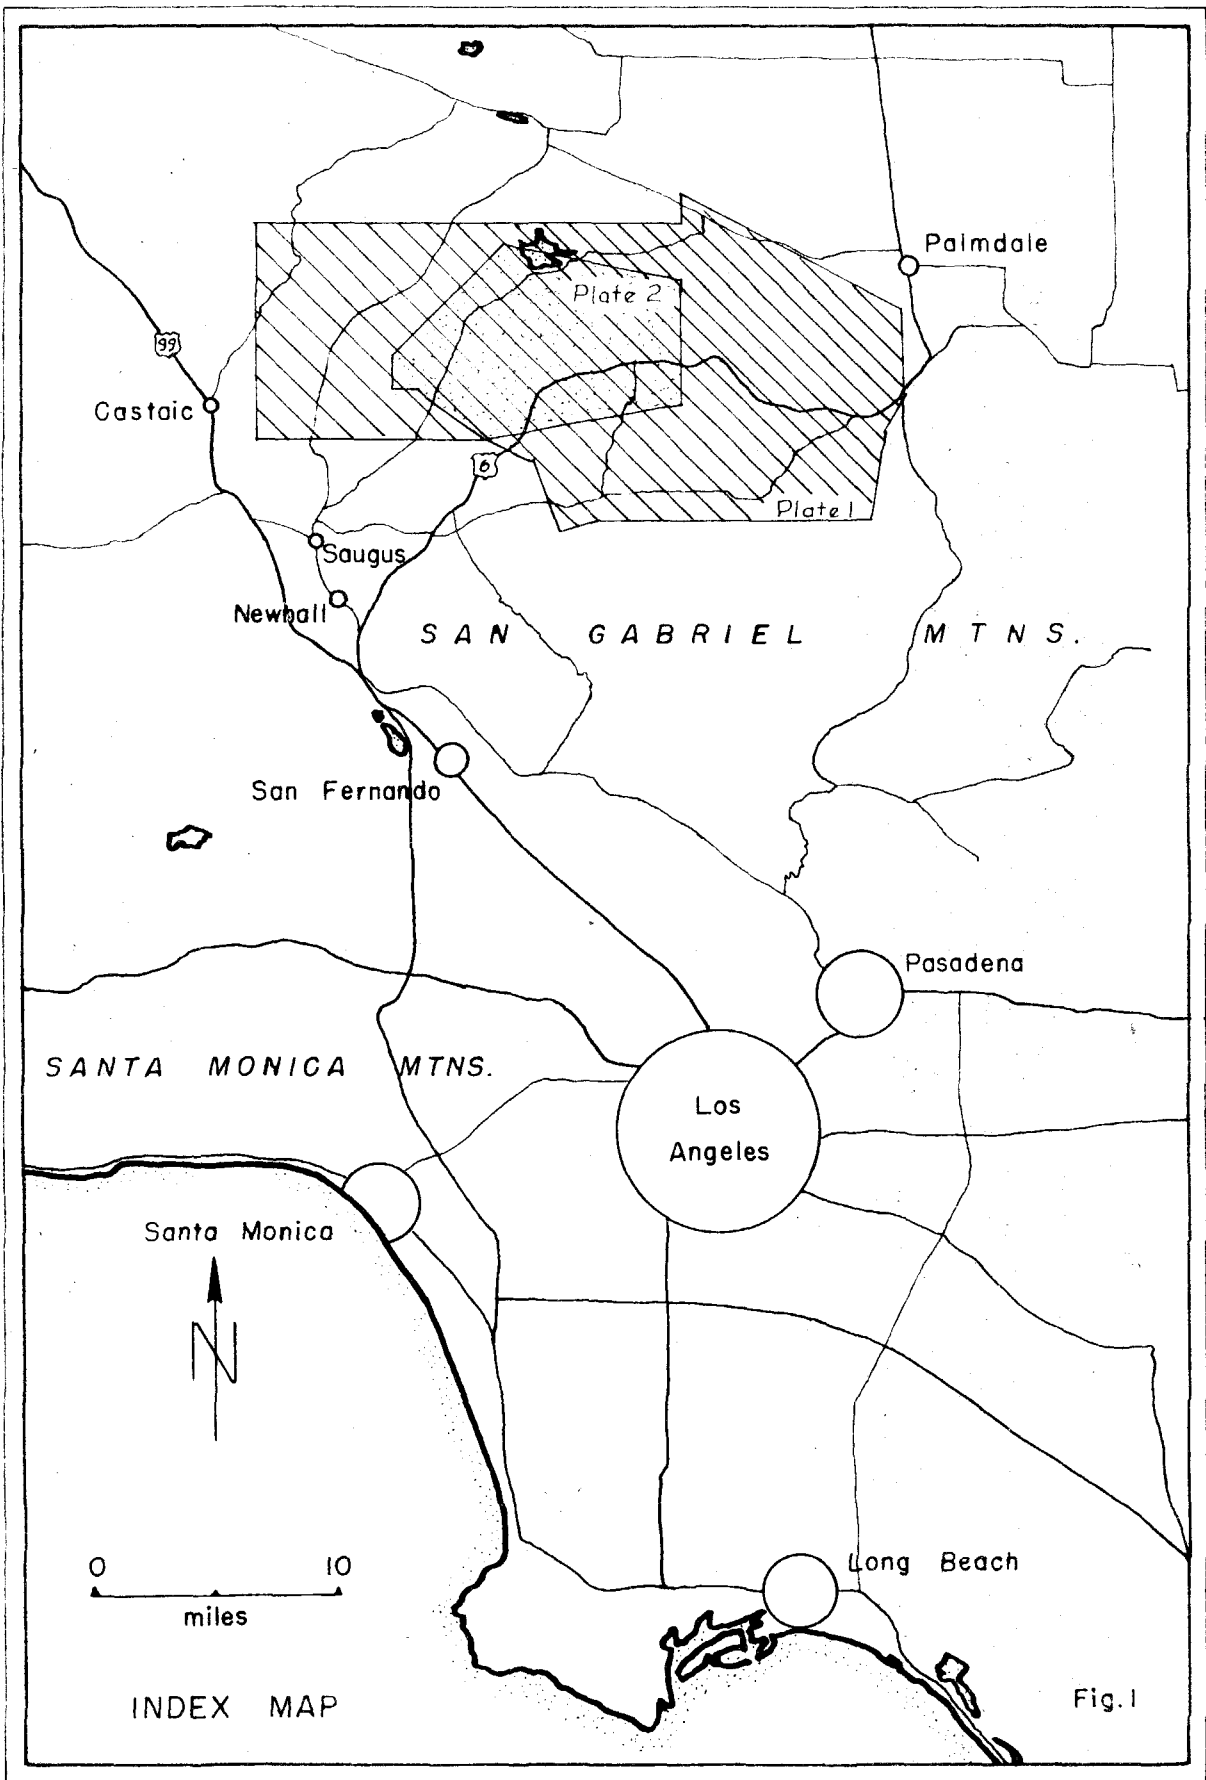 Palmdale
Plate 2
99
Castaic
6
Plate 1
Saugus
Newhall
SAN GABRIEL MTNS.
San Fernando
Pasadena
SANTA MONICA MTNS.
Los
Angeles
Santa Monica
N
0 10
miles
Long Beach
INDEX MAP
Fig. 1